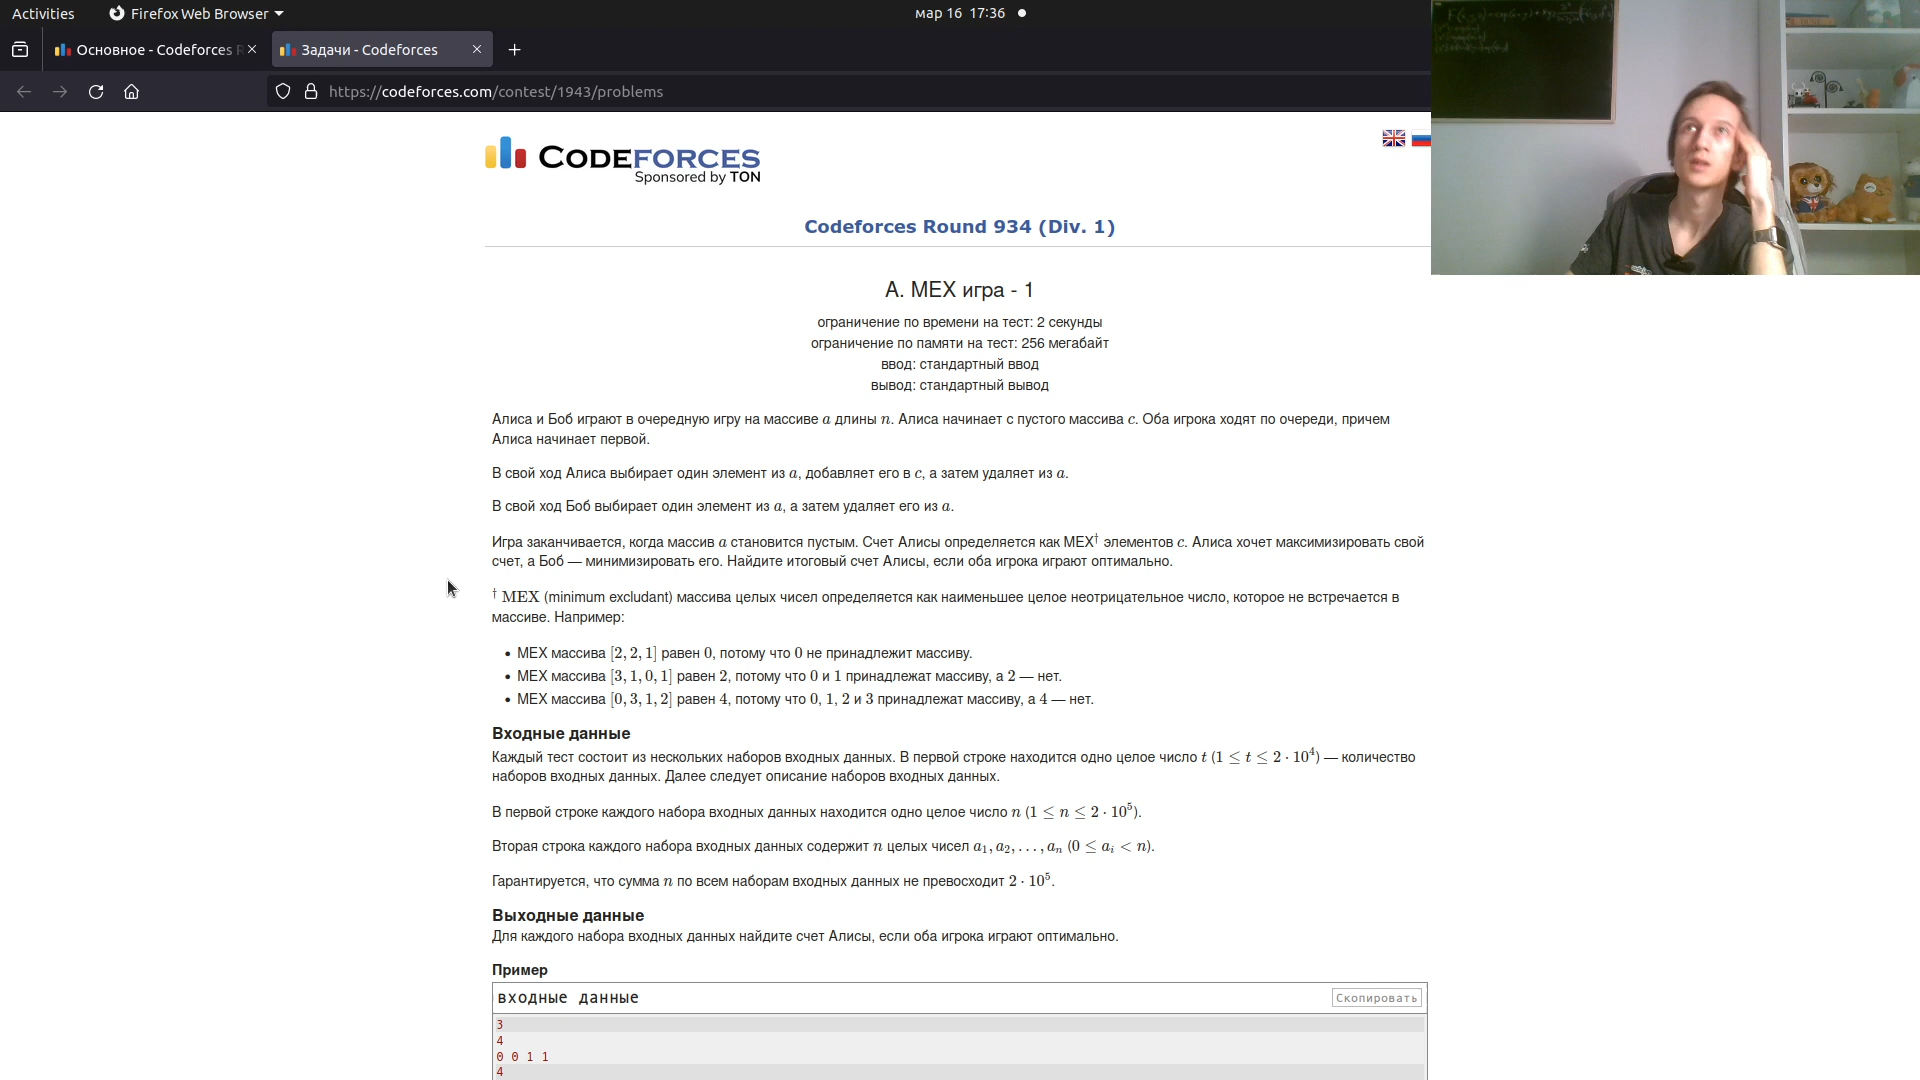 Activities
Firefox Web Browser
мар 16 17:36
Основное - Codeforces
Задачи - Codeforces
https://codeforces.com/contest/1943/problems
CODEFORCES
Sponsored by TON
Codeforces Round 934 (Div. 1)
A. MEX игра - 1
ограничение по времени на тест: 2 секунды
ограничение по памяти на тест: 256 мегабайт
ввод: стандартный ввод
вывод: стандартный вывод
Алиса и Боб играют в очередную игру на массиве a длины n. Алиса начинает с пустого массива c. Оба игрока ходят по очереди, причем
Алиса начинает первой.
В свой ход Алиса выбирает один элемент из a, добавляет его в c, а затем удаляет из a.
В свой ход Боб выбирает один элемент из a, а затем удаляет его из a.
Игра заканчивается, когда массив a становится пустым. Счет Алисы определяется как MEX† элементов c. Алиса хочет максимизировать свой
счет, а Боб — минимизировать его. Найдите итоговый счет Алисы, если оба игрока играют оптимально.
† MEX (minimum excludant) массива целых чисел определяется как наименьшее целое неотрицательное число, которое не встречается в
массиве. Например:
• MEX массива [2, 2, 1] равен 0, потому что 0 не принадлежит массиву.
• MEX массива [3, 1, 0, 1] равен 2, потому что 0 и 1 принадлежат массиву, а 2 — нет.
• MEX массива [0, 3, 1, 2] равен 4, потому что 0, 1, 2 и 3 принадлежат массиву, а 4 — нет.
Входные данные
Каждый тест состоит из нескольких наборов входных данных. В первой строке находится одно целое число t (1 ≤ t ≤ 2 · 10⁴) — количество
наборов входных данных. Далее следует описание наборов входных данных.
В первой строке каждого набора входных данных находится одно целое число n (1 ≤ n ≤ 2 · 10⁵).
Вторая строка каждого набора входных данных содержит n целых чисел a₁, a₂, . . . , aₙ (0 ≤ aᵢ < n).
Гарантируется, что сумма n по всем наборам входных данных не превосходит 2 · 10⁵.
Выходные данные
Для каждого набора входных данных найдите счет Алисы, если оба игрока играют оптимально.
Пример
входные данные
Скопировать
3
4
0 0 1 1
4